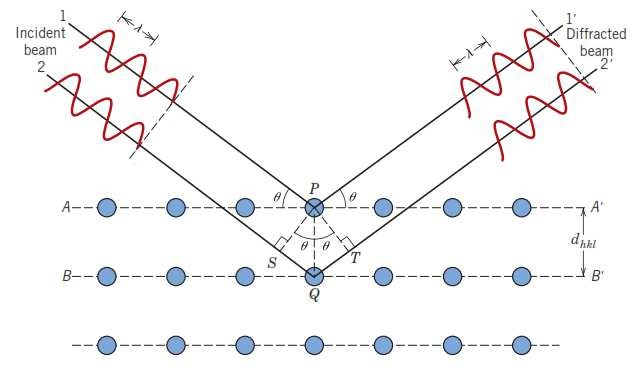 1
Incident
beam
2
λ
λ
1'
Diffracted
beam
2'
P
θ
θ
A
A'
θ
θ
S
T
d hkl
B
B'
Q